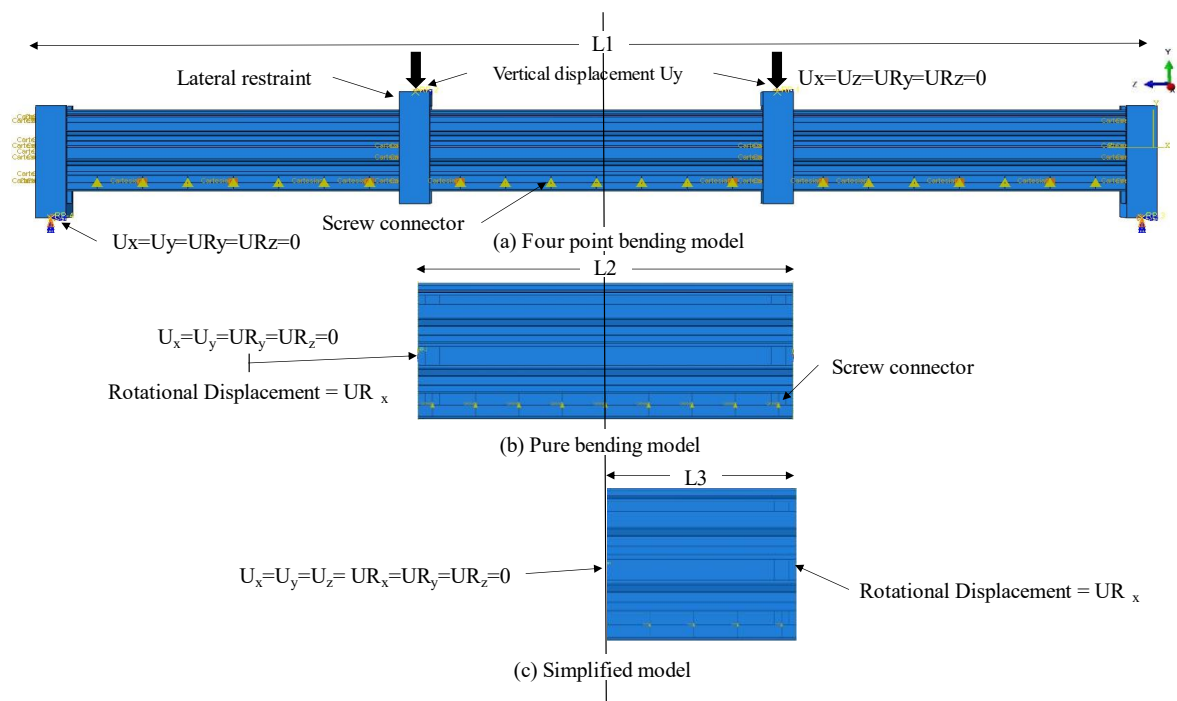 L1
Lateral restraint
Vertical displacement Uy
Ux=Uz=URy=URz=0
Y
Z
X
Screw connector
Ux=Uy=URy=URz=0
(a) Four point bending model
L2
Ux=Uy=URy=URz=0
Rotational Displacement = UR x
Screw connector
(b) Pure bending model
L3
Ux=Uy=Uz= URx=URy=URz=0
Rotational Displacement = UR x
(c) Simplified model